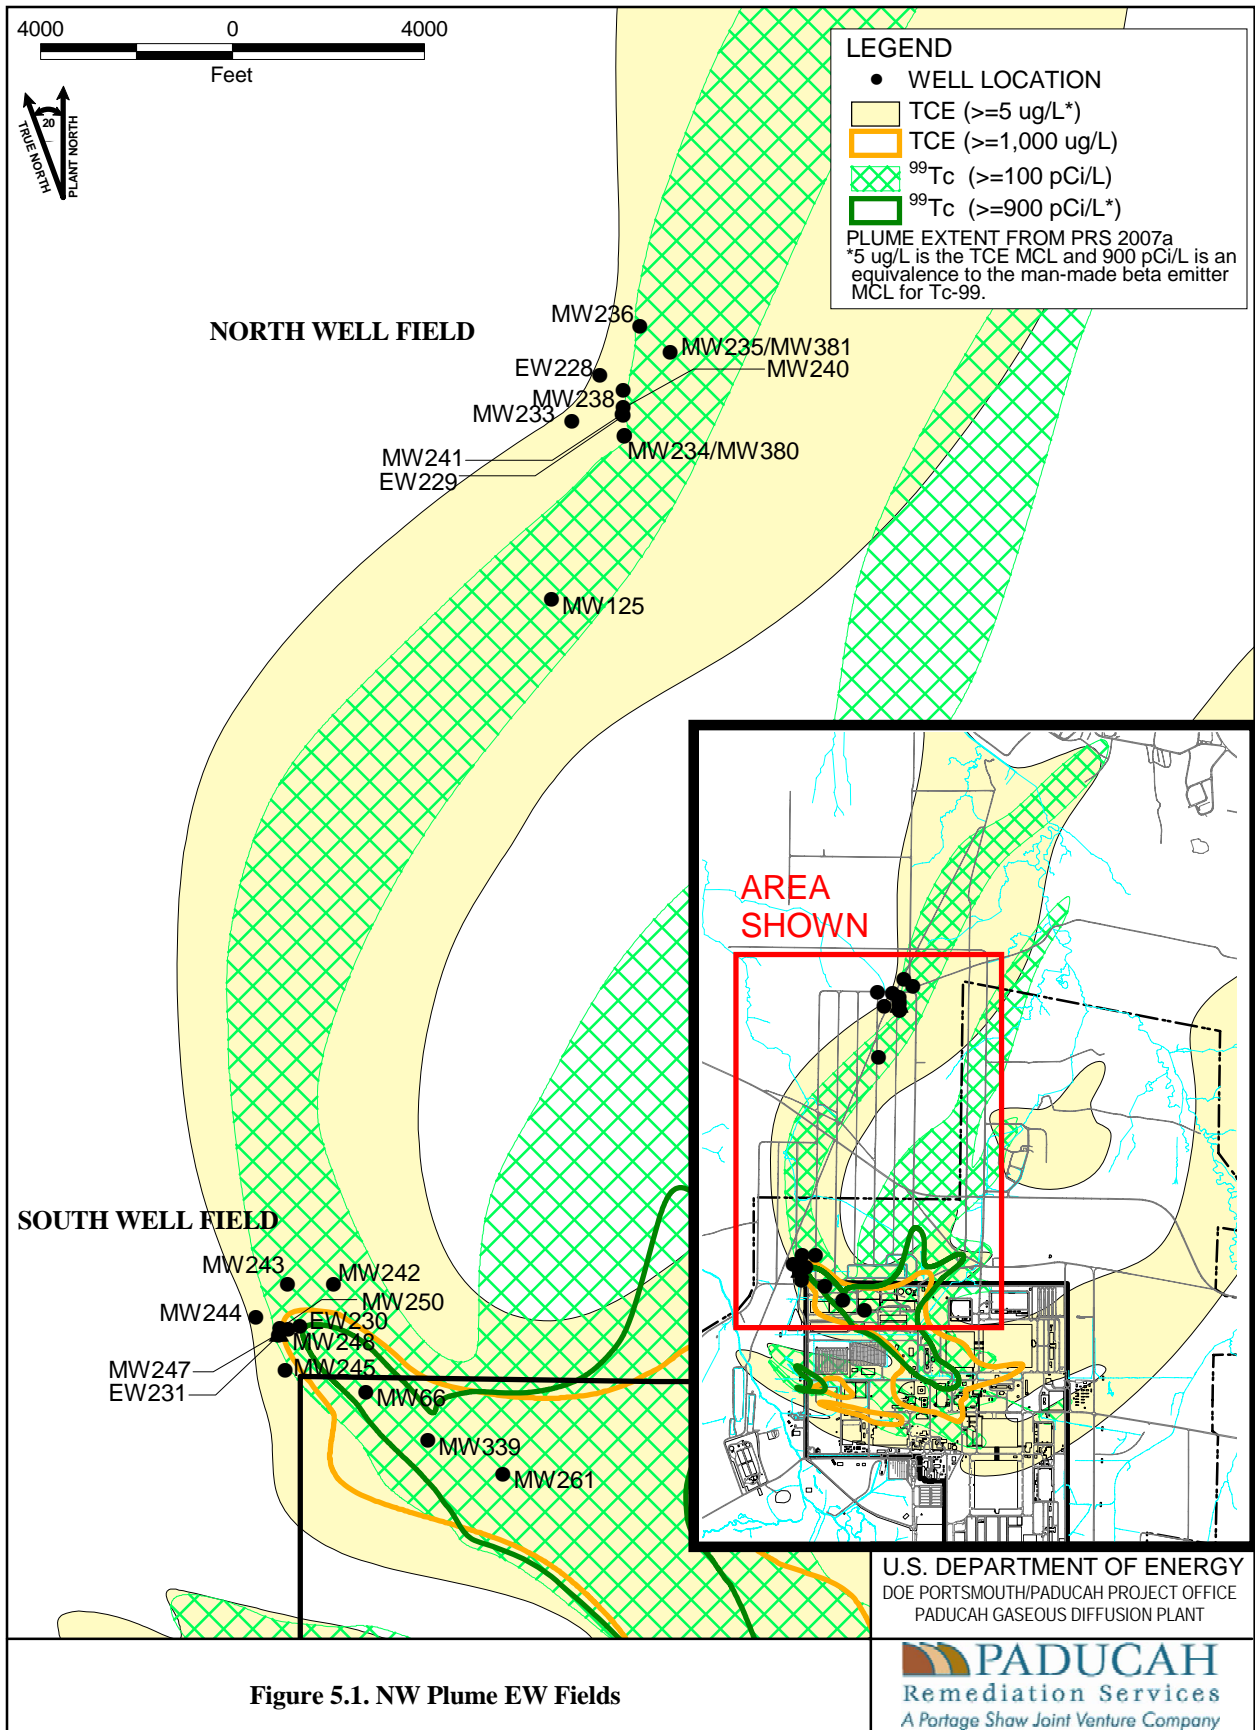 4000 0 4000
Feet
TRUE NORTH
20
PLANT NORTH
LEGEND
WELL LOCATION
TCE (>=5 ug/L*)
TCE (>=1,000 ug/L)
99Tc (>=100 pCi/L)
99Tc (>=900 pCi/L*)
PLUME EXTENT FROM PRS 2007a
*5 ug/L is the TCE MCL and 900 pCi/L is an
equivalence to the man-made beta emitter
MCL for Tc-99.
NORTH WELL FIELD
MW236
MW235/MW381
EW228
MW240
MW238
MW233
MW234/MW380
MW241
EW229
MW125
AREA
SHOWN
SOUTH WELL FIELD
MW243
MW242
MW250
MW244
EW230
MW248
MW247
MW245
EW231
MW66
MW339
MW261
U.S. DEPARTMENT OF ENERGY
DOE PORTSMOUTH/PADUCAH PROJECT OFFICE
PADUCAH GASEOUS DIFFUSION PLANT
Figure 5.1. NW Plume EW Fields
PADUCAH
Remediation Services
A Portage Shaw Joint Venture Company